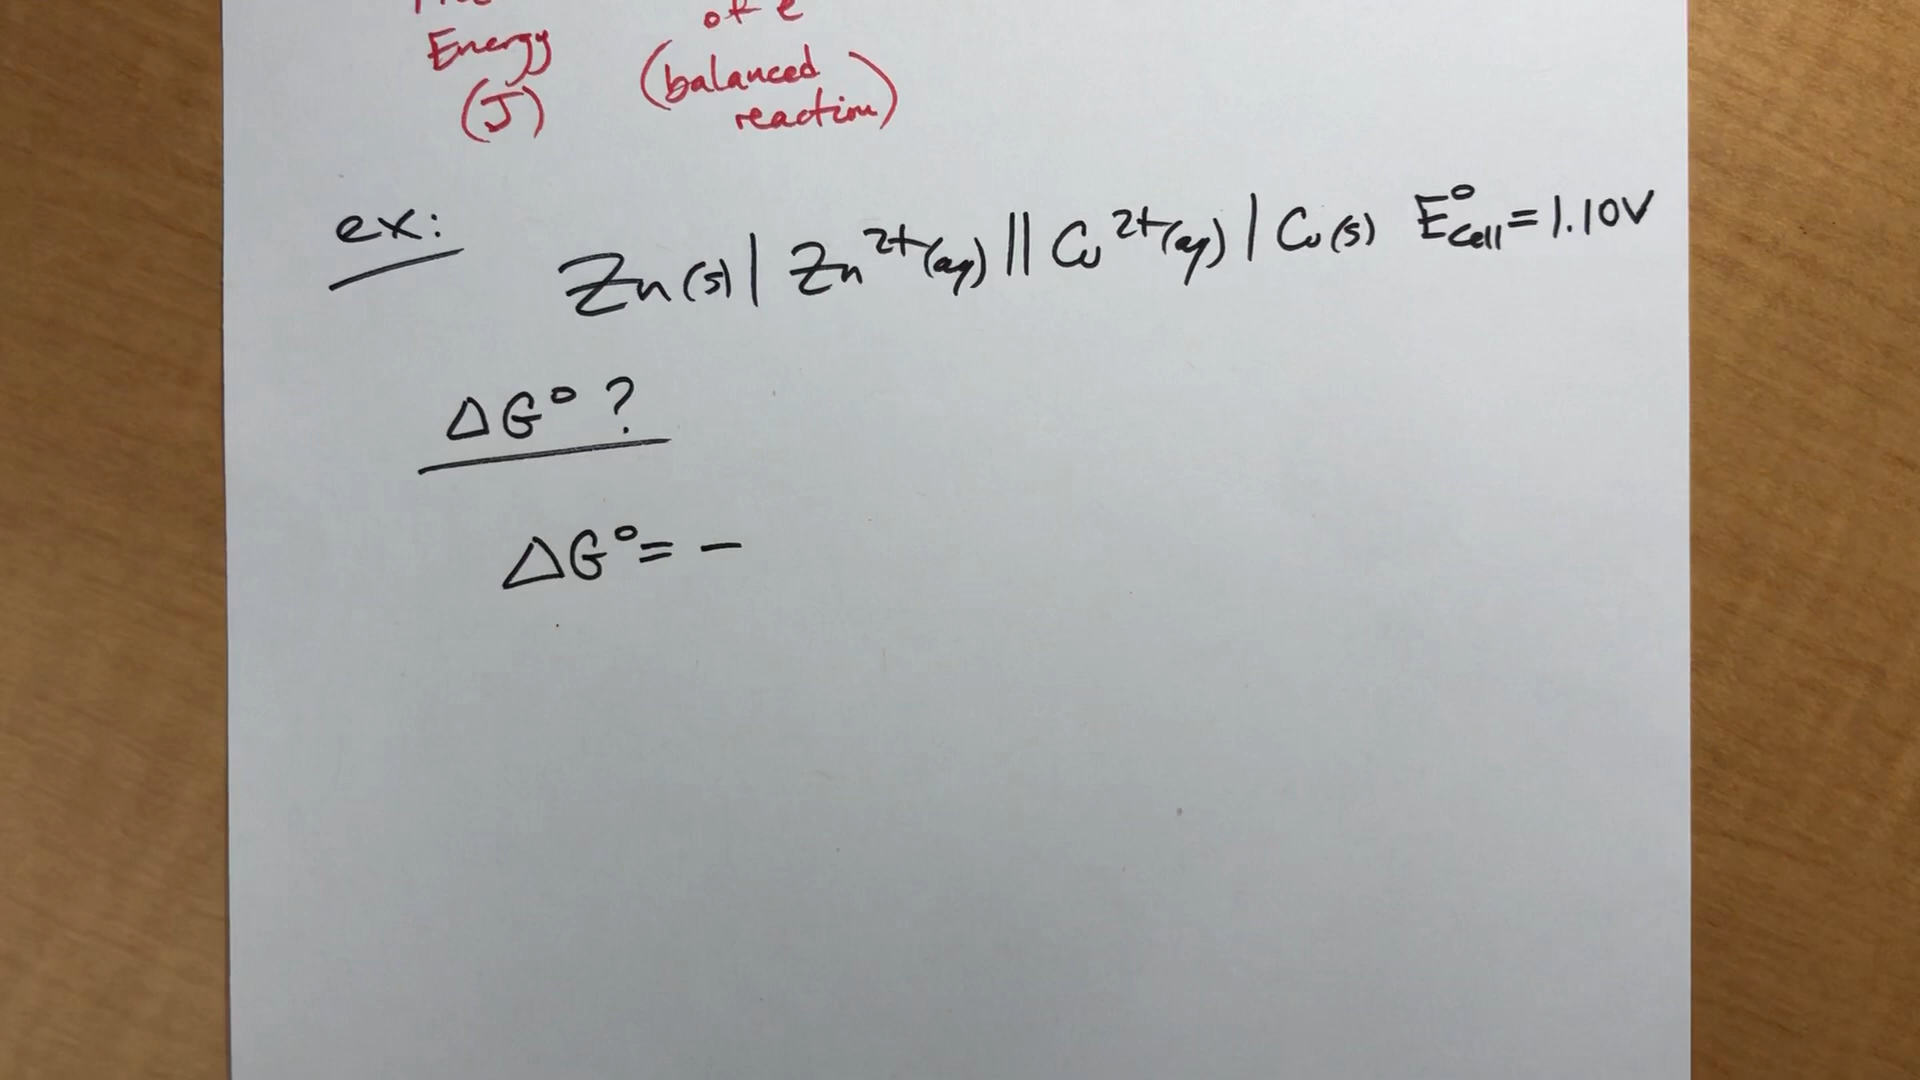 Energy
(J)
of e
(balanced
reaction)
ex:
Zn(s) | Zn²⁺(aq) || Cu²⁺(aq) | Cu(s) E°cell = 1.10V
ΔG° ?
ΔG° = −